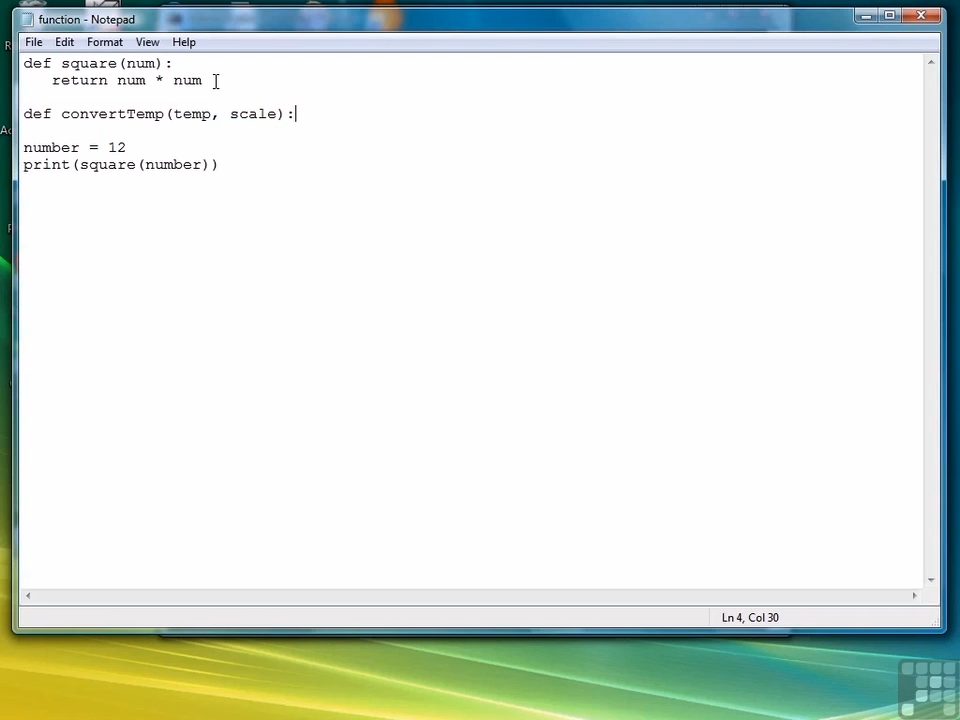 function - Notepad
File Edit Format View Help
def square(num):
   return num * num
def convertTemp(temp, scale):
number = 12
print(square(number))
Ln 4, Col 30